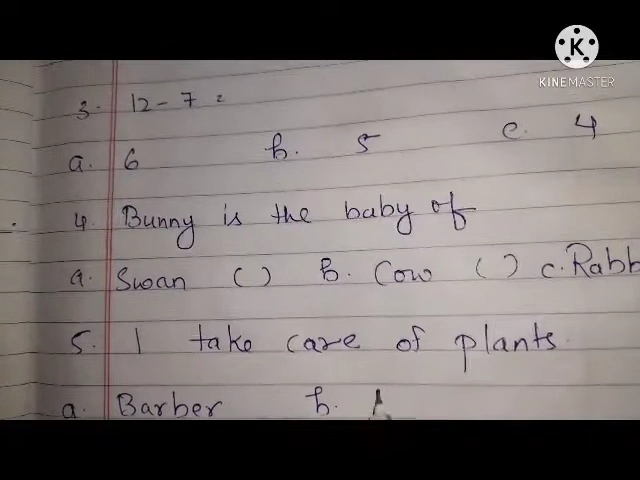 KINEMASTER
3. 12 - 7 =
a. 6 b. 5 c. 4
4. Bunny is the baby of
a. Swan ( ) B. Cow ( ) c. Rabb
5. I take care of plants.
a. Barber b.